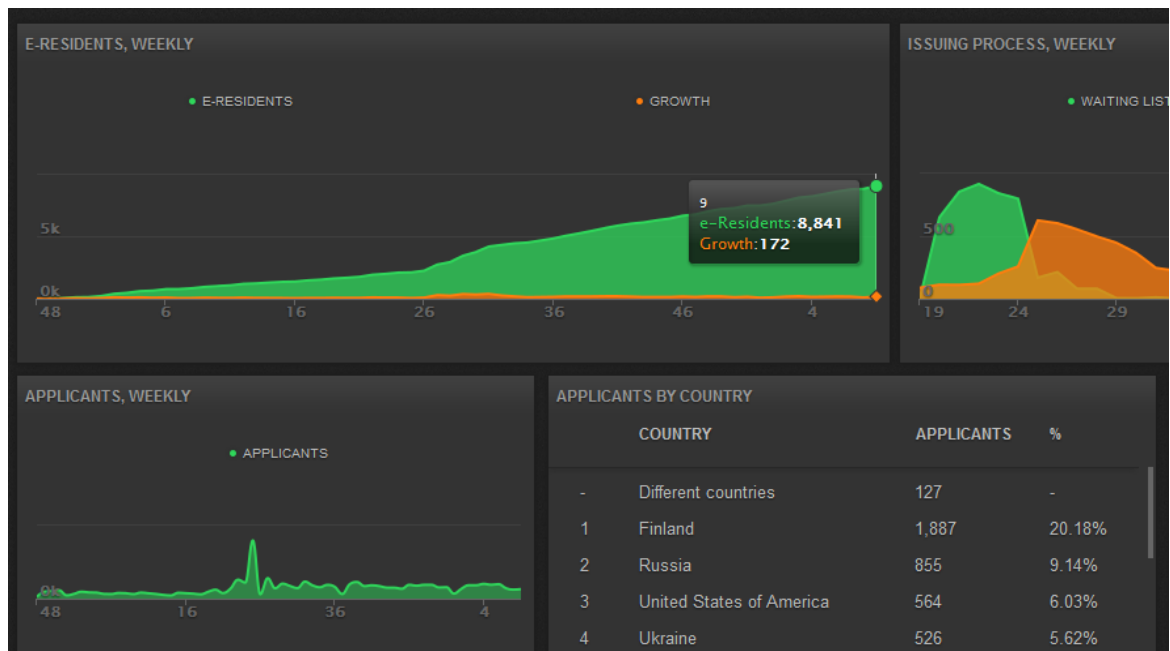 E-RESIDENTS, WEEKLY
E-RESIDENTS
GROWTH
5k
0k
48 6 16 26 36 46 4
9
e-Residents:8,841
Growth:172
ISSUING PROCESS, WEEKLY
WAITING LIST
500
0
19 24 29
APPLICANTS, WEEKLY
APPLICANTS
0k
48 16 36 4
APPLICANTS BY COUNTRY
COUNTRY APPLICANTS %
- Different countries 127 -
1 Finland 1,887 20.18%
2 Russia 855 9.14%
3 United States of America 564 6.03%
4 Ukraine 526 5.62%